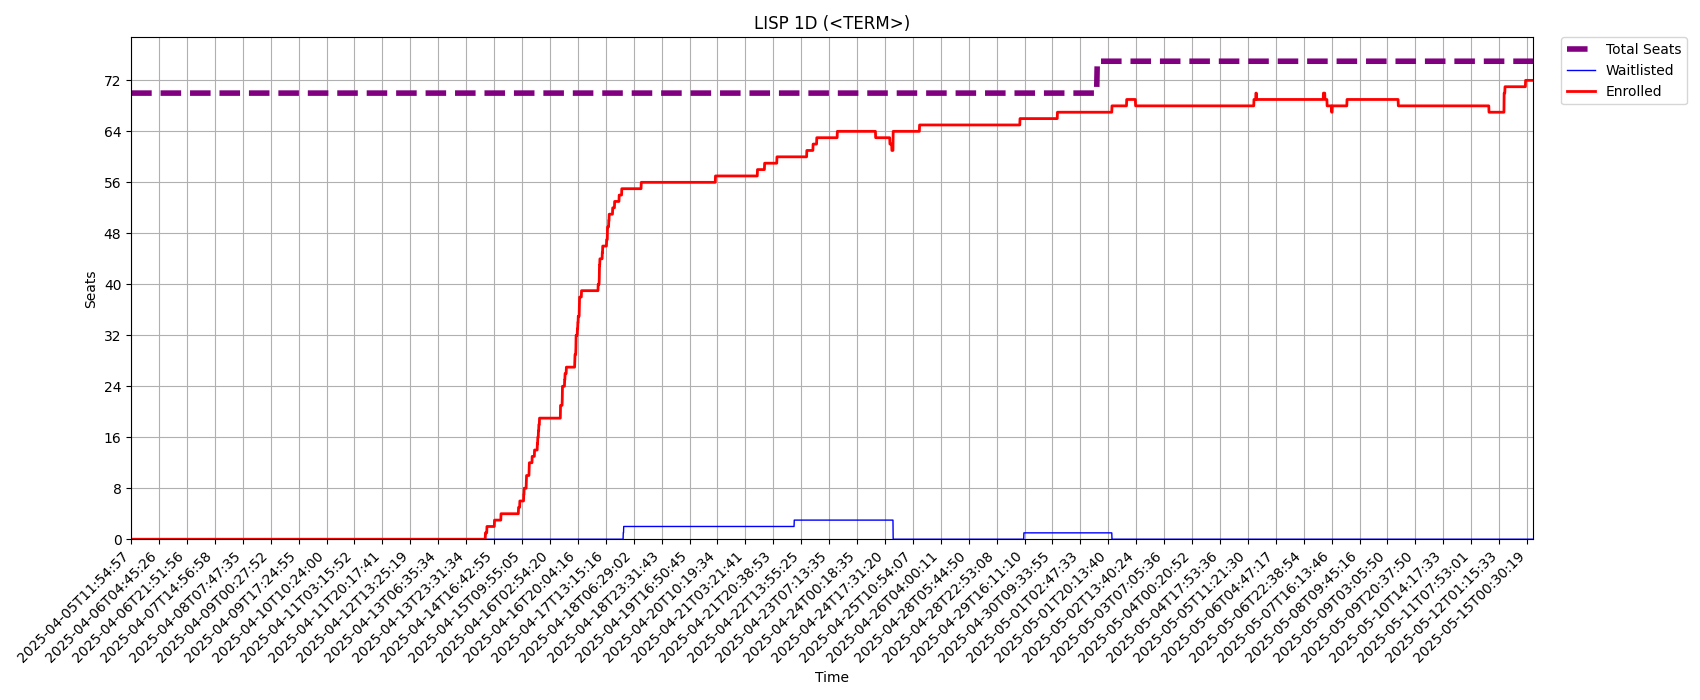 LISP 1D (<TERM>)
Total Seats
Waitlisted
Enrolled
Seats
72
64
56
48
40
32
24
16
8
0
2025-04-05T11:54:57
2025-04-06T04:45:26
2025-04-06T21:51:56
2025-04-07T14:56:58
2025-04-08T07:47:35
2025-04-09T00:27:52
2025-04-09T17:24:55
2025-04-10T10:24:00
2025-04-11T03:15:52
2025-04-11T20:17:41
2025-04-12T13:25:19
2025-04-13T06:35:34
2025-04-13T23:31:34
2025-04-14T16:42:55
2025-04-15T09:55:05
2025-04-16T02:54:20
2025-04-16T20:04:16
2025-04-17T13:15:16
2025-04-18T06:29:02
2025-04-18T23:31:43
2025-04-19T16:50:45
2025-04-20T10:19:34
2025-04-21T03:21:41
2025-04-21T20:38:53
2025-04-22T13:55:25
2025-04-23T07:13:35
2025-04-24T00:18:35
2025-04-24T17:31:20
2025-04-25T10:54:07
2025-04-26T04:00:11
2025-04-28T05:44:50
2025-04-28T22:53:08
2025-04-29T16:11:10
2025-04-30T09:33:55
2025-05-01T02:47:33
2025-05-01T20:13:40
2025-05-02T13:40:24
2025-05-03T07:05:36
2025-05-04T00:20:52
2025-05-04T17:53:36
2025-05-05T11:21:30
2025-05-06T04:47:17
2025-05-06T22:38:54
2025-05-07T16:13:46
2025-05-08T09:45:16
2025-05-09T03:05:50
2025-05-09T20:37:50
2025-05-10T14:17:33
2025-05-11T07:53:01
2025-05-12T01:15:33
2025-05-15T00:30:19
Time